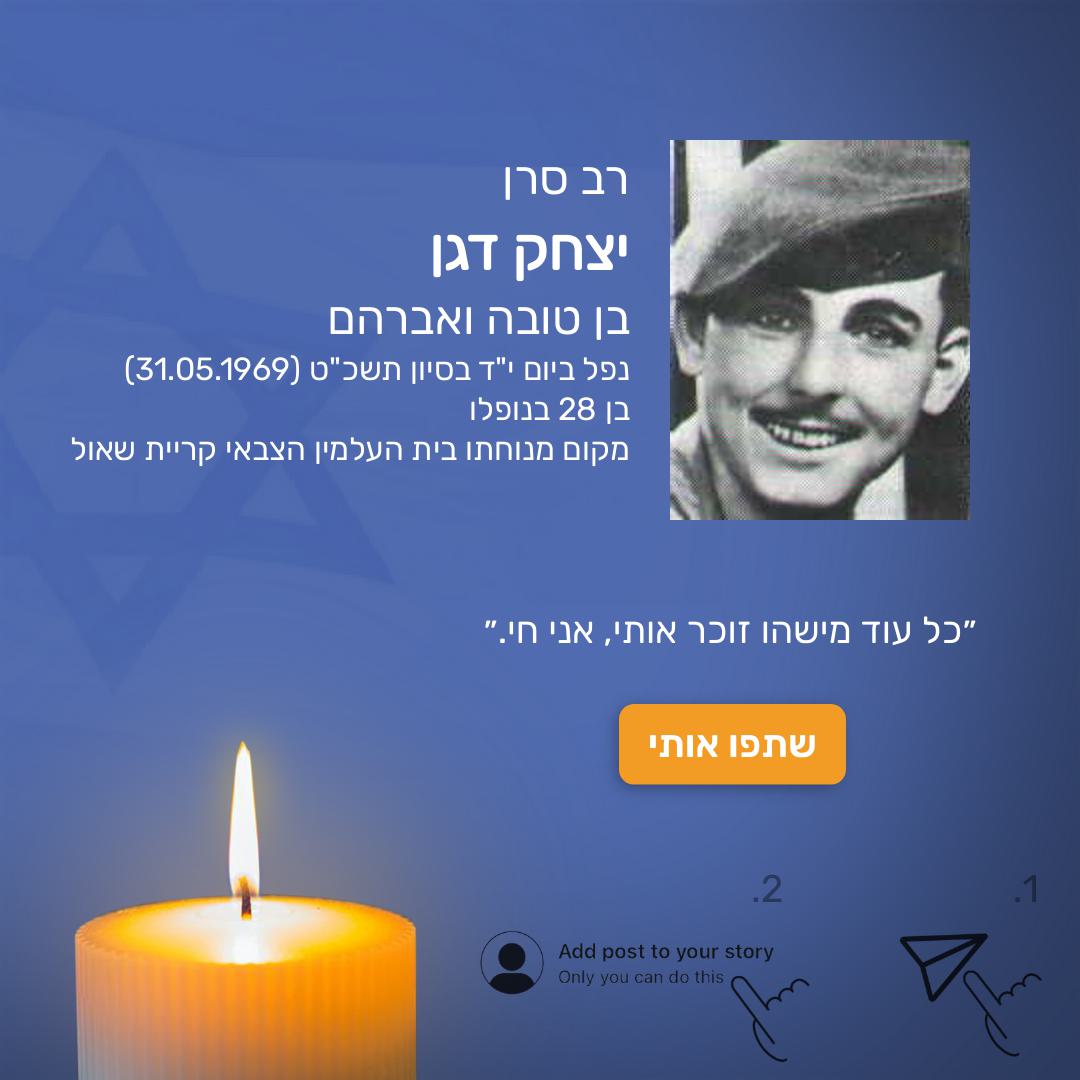 רב סרן
יצחק דגן
בן טובה ואברהם
נפל ביום י"ד בסיון תשכ"ט (31.05.1969)
בן 28 בנופלו
מקום מנוחתו בית העלמין הצבאי קריית שאול
״כל עוד מישהו זוכר אותי, אני חי.״
שתפו אותי
1.
2.
Add post to your story
Only you can do this